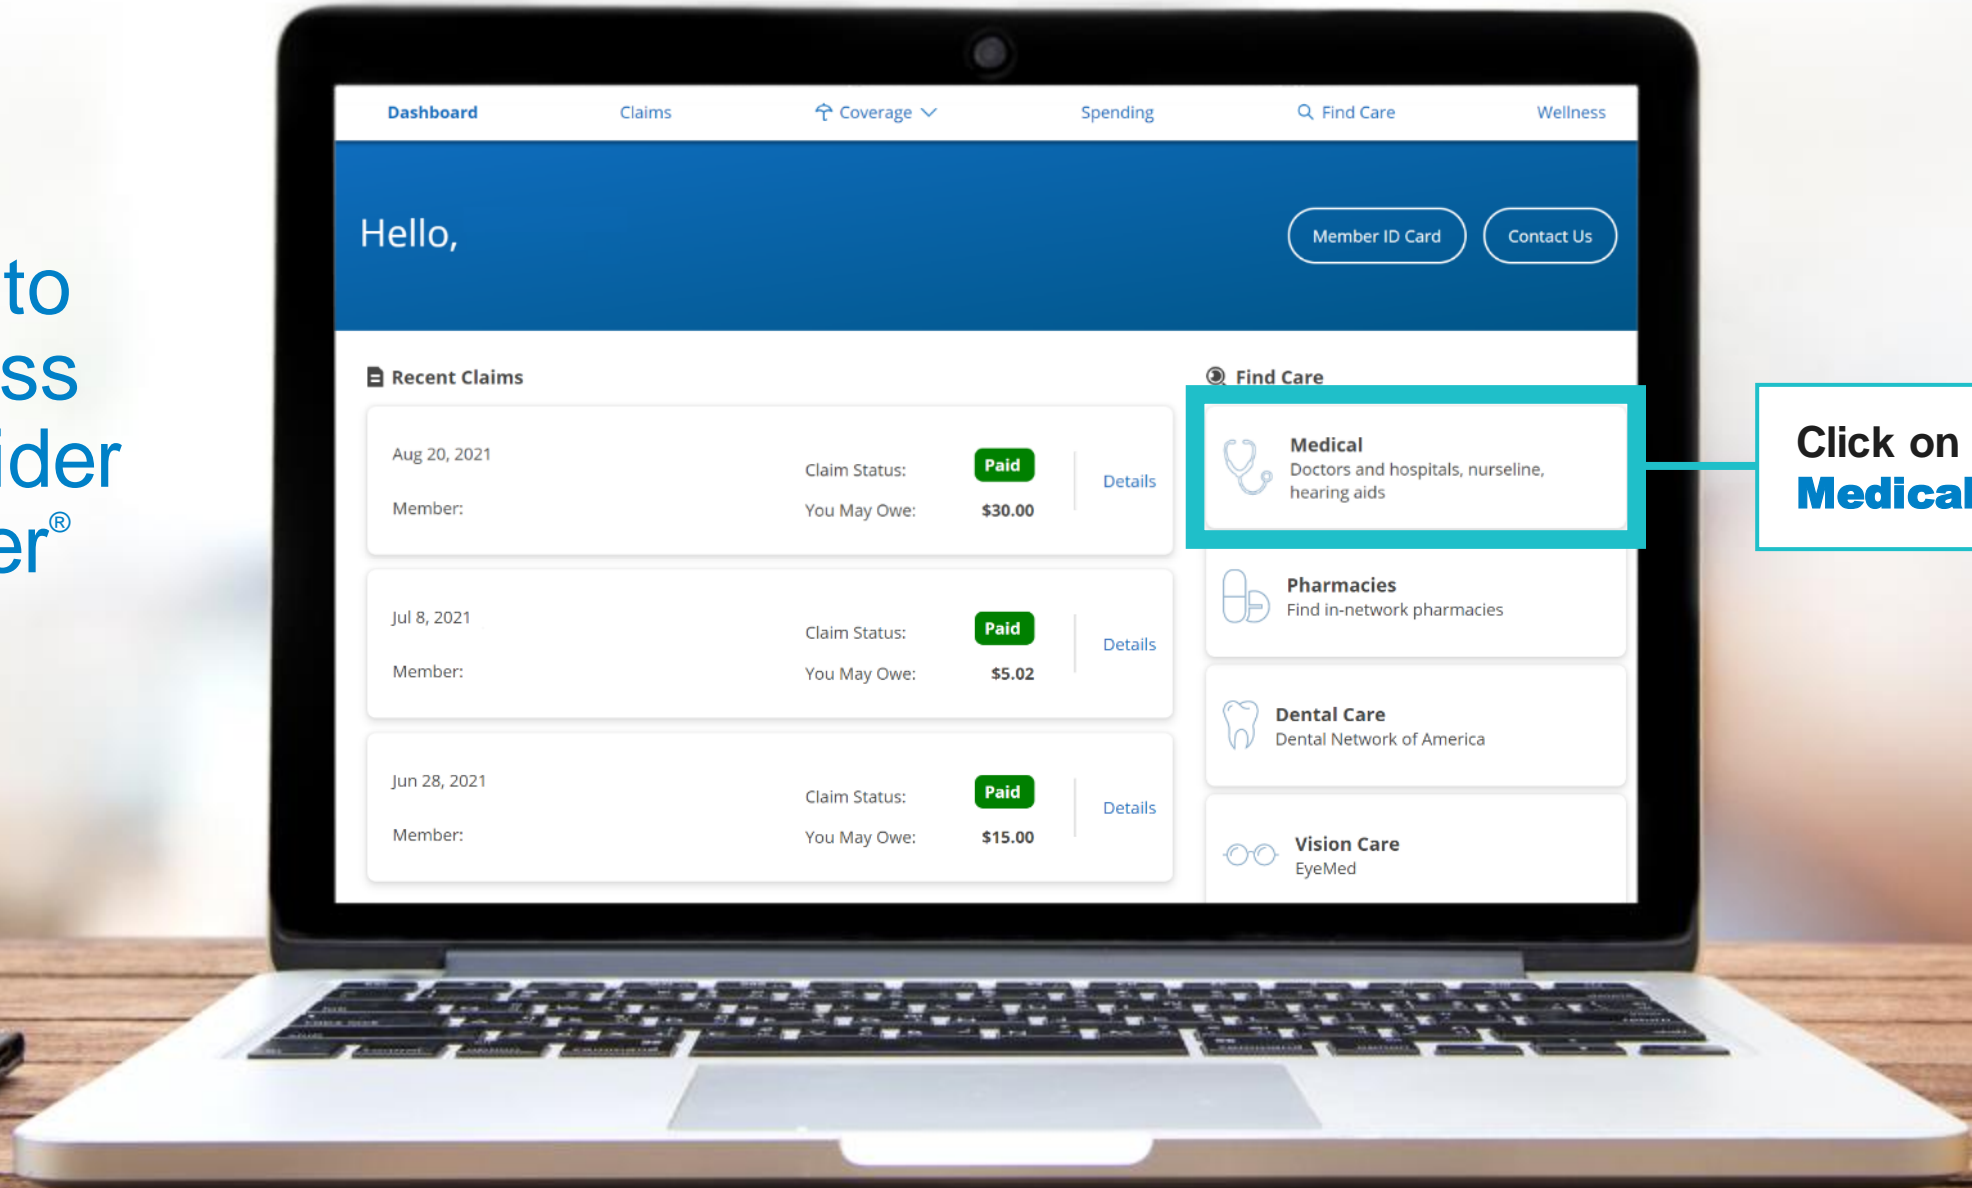 to
ss
ider
er®
Dashboard Claims Coverage Spending Find Care Wellness
Hello,
Member ID Card Contact Us
Recent Claims
Aug 20, 2021
Claim Status: Paid
Details
Member:
You May Owe: $30.00
Jul 8, 2021
Claim Status: Paid
Details
Member:
You May Owe: $5.02
Jun 28, 2021
Claim Status: Paid
Details
Member:
You May Owe: $15.00
Find Care
Medical
Doctors and hospitals, nurseline,
hearing aids
Pharmacies
Find in-network pharmacies
Dental Care
Dental Network of America
Vision Care
EyeMed
Click on
Medical